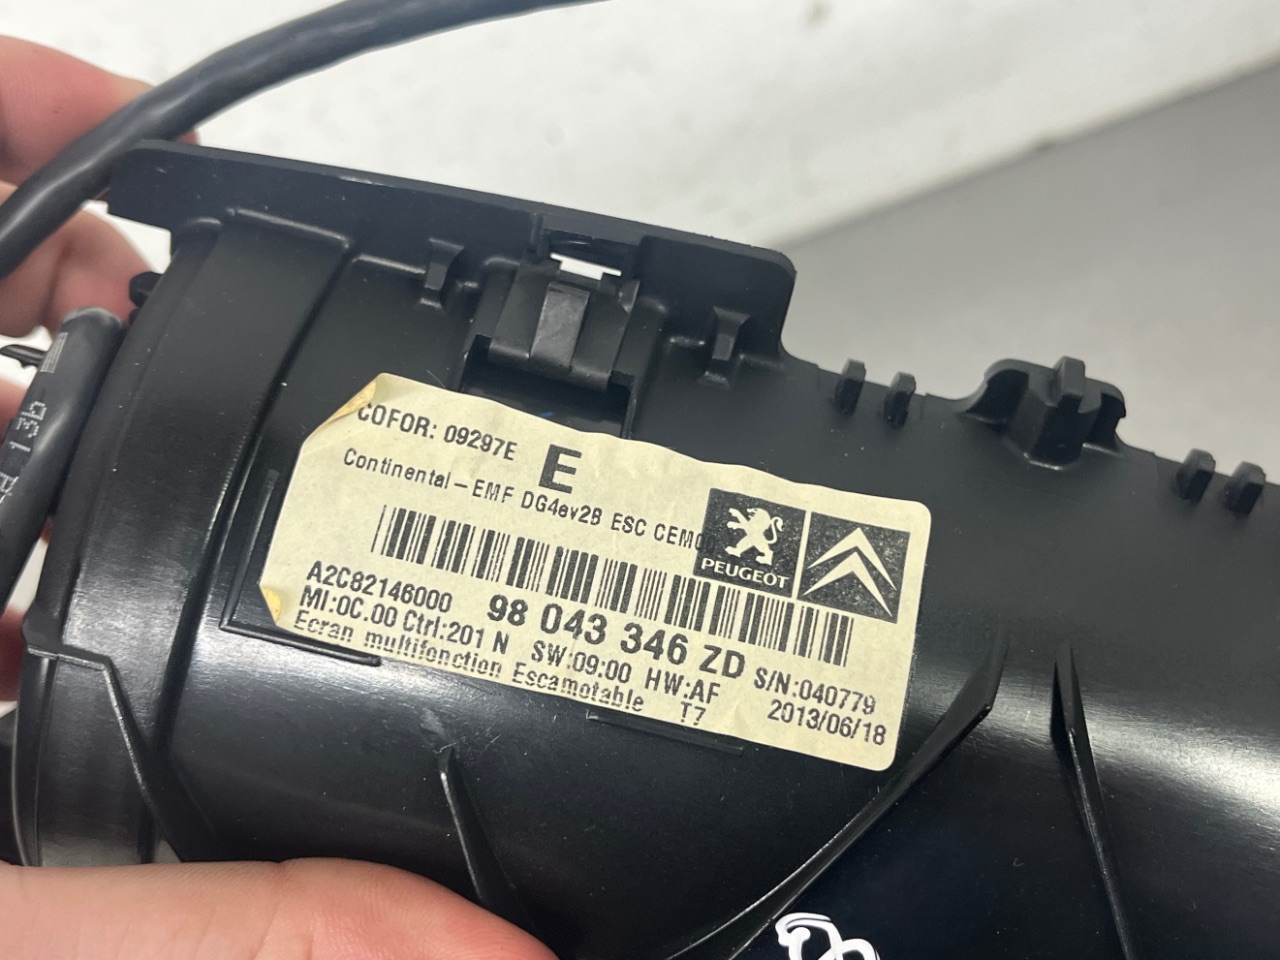 COFOR: 09297E
E
Continental-EMF DG4ev2B ESC CEM
PEUGEOT
A2C82146000
98 043 346 ZD
S/N:040779
MI:0C.00 Ctrl:201 N SW:09:00 HW:AF
2013/06/18
Ecran multifonction Escamotable T7